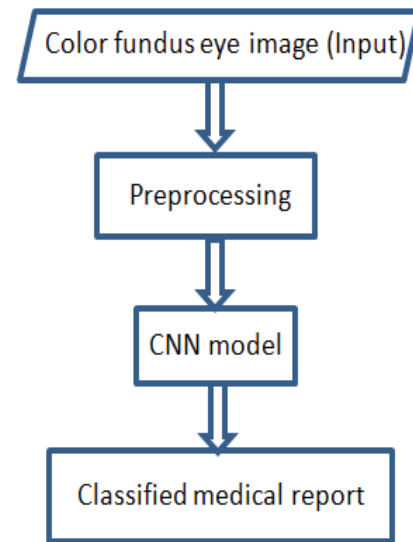 Color fundus eye image (Input)
Preprocessing
CNN model
Classified medical report